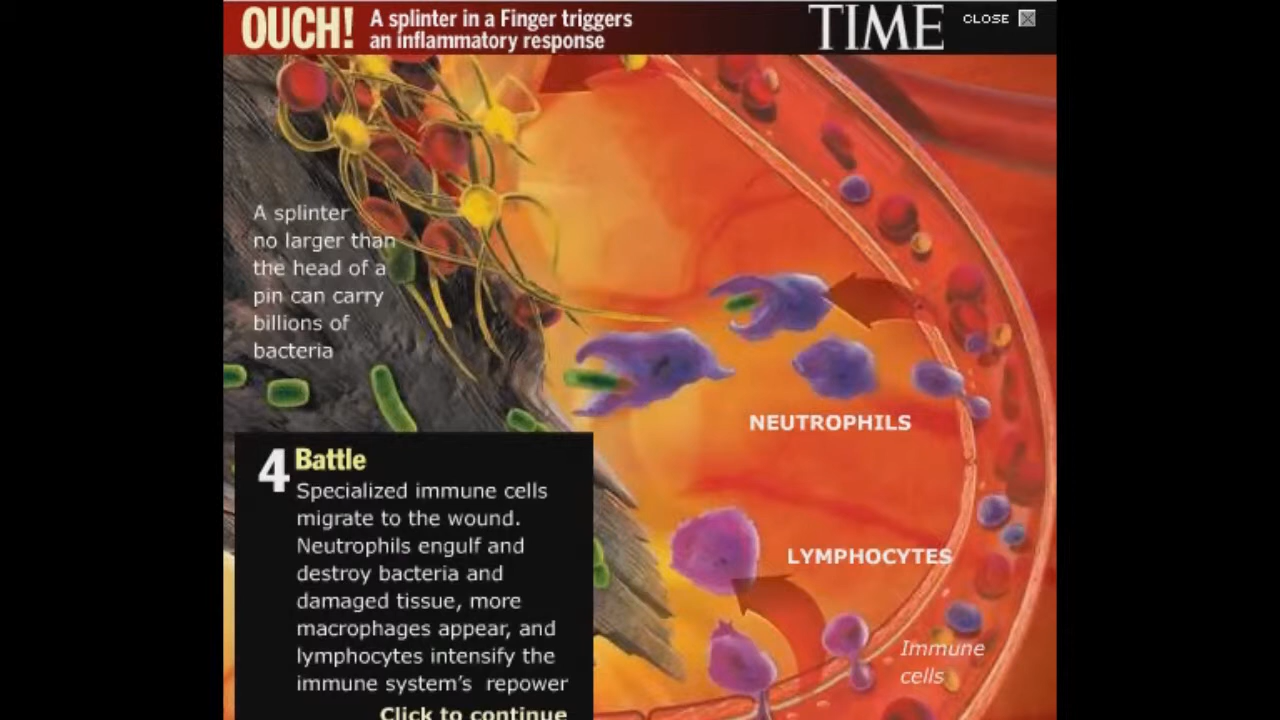 OUCH!
A splinter in a Finger triggers
an inflammatory response
TIME
CLOSE
A splinter
no larger than
the head of a
pin can carry
billions of
bacteria
NEUTROPHILS
LYMPHOCYTES
Immune
cells
4 Battle
Specialized immune cells
migrate to the wound.
Neutrophils engulf and
destroy bacteria and
damaged tissue, more
macrophages appear, and
lymphocytes intensify the
immune system’s repower
Click to continue